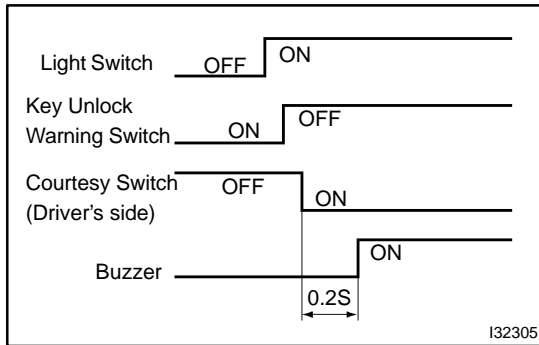 Light Switch OFF ON
Key Unlock
Warning Switch ON OFF
Courtesy Switch OFF
(Driver's side) ON
Buzzer ON
0.2S
I32305